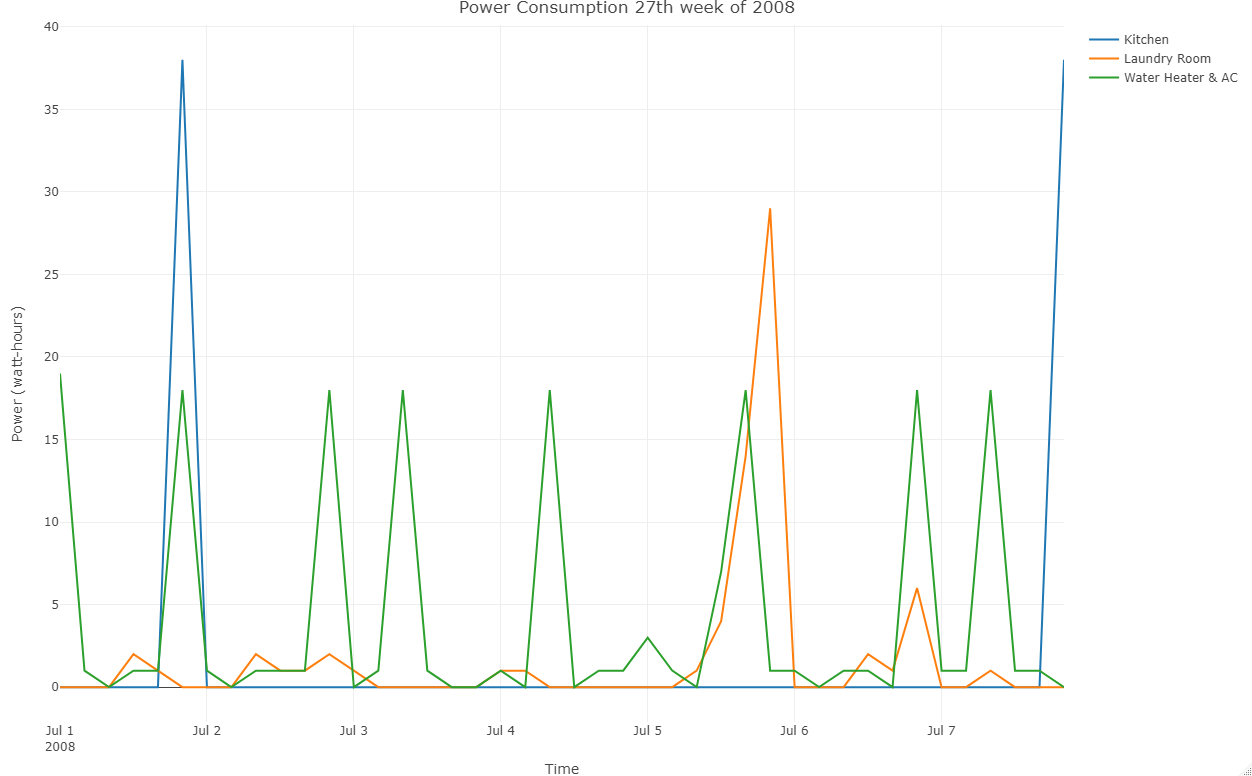 Power Consumption 27th week of 2008
40
35
30
25
20
15
10
5
0
Power (watt-hours)
Jul 1
2008
Jul 2
Jul 3
Jul 4
Jul 5
Jul 6
Jul 7
Time
Kitchen
Laundry Room
Water Heater & AC